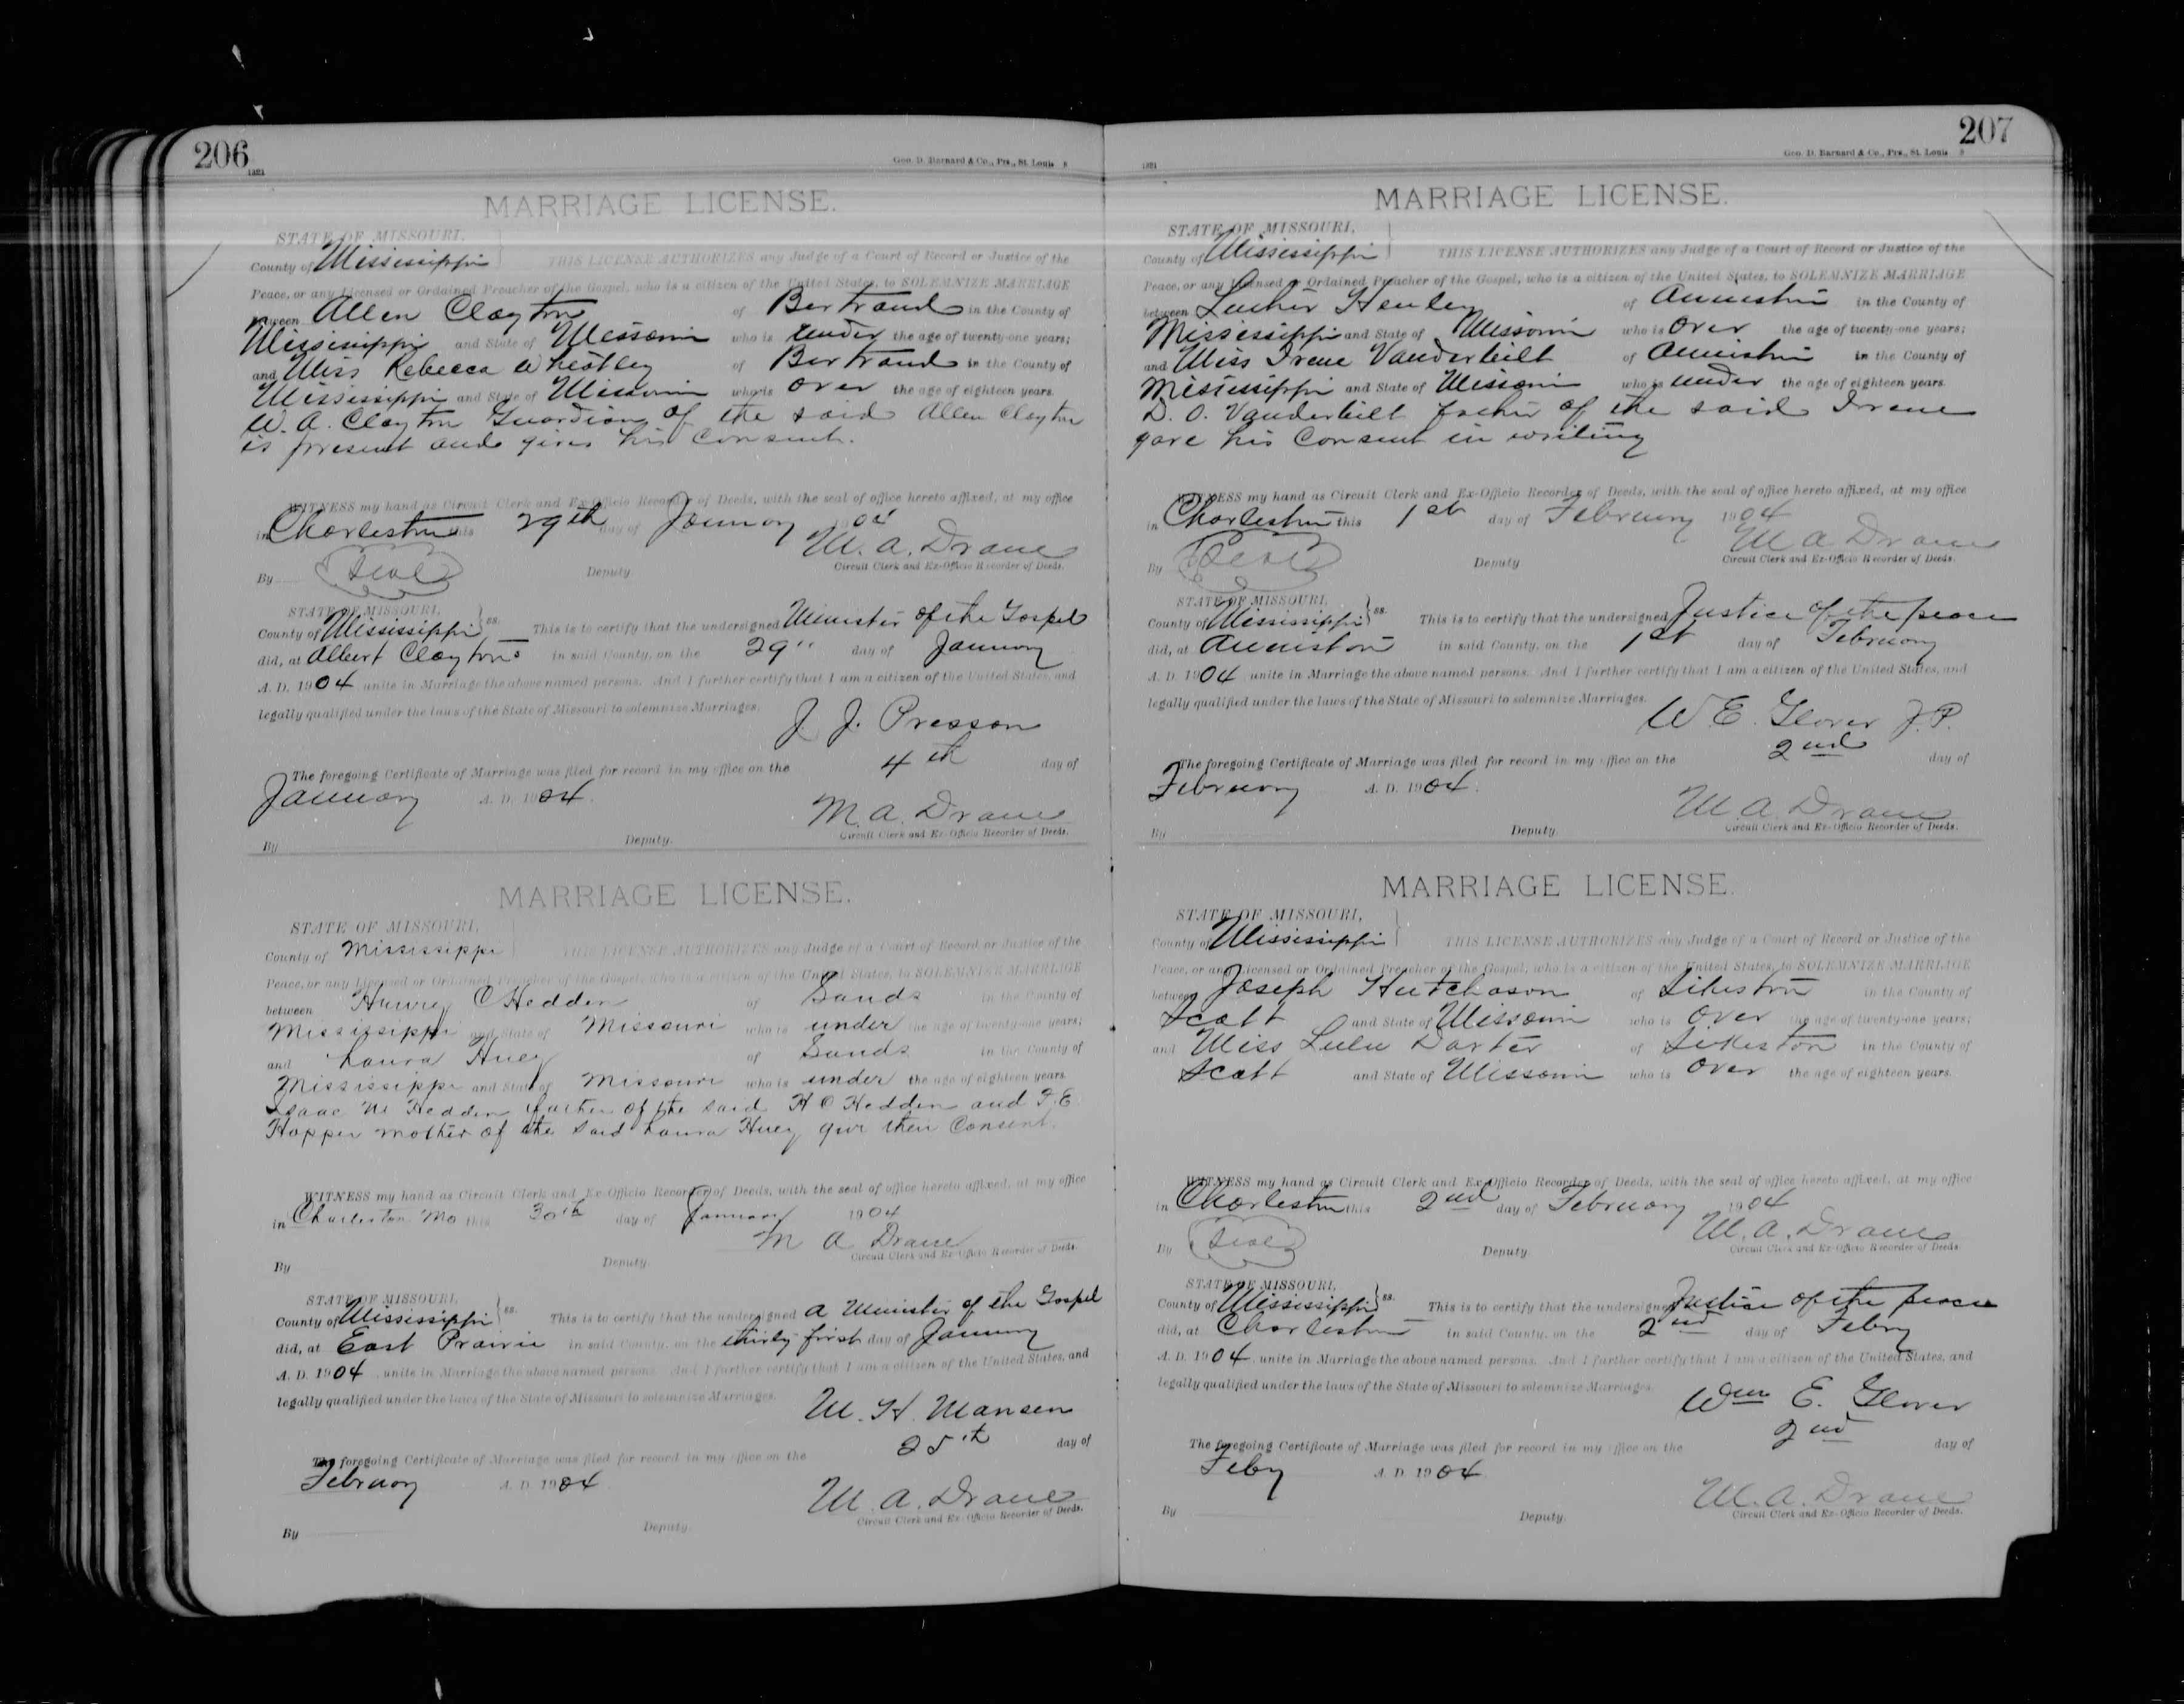 206
1321
Geo. D. Barnard & Co., Prs., St. Louis
MARRIAGE LICENSE.
STATE OF MISSOURI,
County of Mississippi THIS LICENSE AUTHORIZES any Judge of a Court of Record or Justice of the
Peace, or any Licensed or Ordained Preacher of the Gospel, who is a citizen of the United States, to SOLEMNIZE MARRIAGE
between Allen Clayton of Bertrand in the County of
Mississippi and State of Missouri who is under the age of twenty-one years;
and Miss Rebecca Wheatley of Bertrand in the County of
Mississippi and State of Missouri who is over the age of eighteen years.
W. A. Clayton Guardian of the said Allen Clayton
is present and gives his consent.
WITNESS my hand as Circuit Clerk and Ex-Officio Recorder of Deeds, with the seal of office hereto affixed, at my office
in Charleston this 29th day of January 1904
M. A. Drane
By Seal Deputy Circuit Clerk and Ex-Officio Recorder of Deeds.
STATE OF MISSOURI,
County of Mississippi ss. This is to certify that the undersigned Minister of the Gospel
did, at Albert Claytons in said County, on the 29" day of January
A. D. 1904 unite in Marriage the above named persons. And I further certify that I am a citizen of the United States, and
legally qualified under the laws of the State of Missouri to solemnize Marriages.
J. J. Presson
The foregoing Certificate of Marriage was filed for record in my office on the 4th day of
January A. D. 1904.
M. A. Drane
By Deputy. Circuit Clerk and Ex-Officio Recorder of Deeds.
MARRIAGE LICENSE.
STATE OF MISSOURI,
County of Mississippi THIS LICENSE AUTHORIZES any Judge of a Court of Record or Justice of the
Peace, or any Licensed or Ordained Preacher of the Gospel, who is a citizen of the United States, to SOLEMNIZE MARRIAGE
between Hurrey C Hedden of Sands in the County of
Mississippi and State of Missouri who is under the age of twenty-one years;
and Laura Huey of Sands in the County of
Mississippi and State of Missouri who is under the age of eighteen years
Isaac M Hedden father of the said H C Hedden and F. E.
Hopper mother of the said Laura Huey give their Consent.
WITNESS my hand as Circuit Clerk and Ex-Officio Recorder of Deeds, with the seal of office hereto affixed, at my office
in Charleston Mo this 30th day of January 1904
M A Drane
By Deputy. Circuit Clerk and Ex-Officio Recorder of Deeds.
STATE OF MISSOURI,
County of Mississippi ss. This is to certify that the undersigned a Minister of the Gospel
did, at East Prairie in said County, on the thirty first day of January
A. D. 1904 unite in Marriage the above named persons. And I further certify that I am a citizen of the United States, and
legally qualified under the laws of the State of Missouri to solemnize Marriages.
M. H. Mansen
The foregoing Certificate of Marriage was filed for record in my office on the 25th day of
February A. D. 1904
M. A. Drane
By Deputy. Circuit Clerk and Ex-Officio Recorder of Deeds.
207
1321
Geo. D. Barnard & Co., Prs., St. Louis
MARRIAGE LICENSE.
STATE OF MISSOURI,
County of Mississippi THIS LICENSE AUTHORIZES any Judge of a Court of Record or Justice of the
Peace, or any Licensed or Ordained Preacher of the Gospel, who is a citizen of the United States, to SOLEMNIZE MARRIAGE
between Luther Henley of Anniston in the County of
Mississippi and State of Missouri who is over the age of twenty-one years;
and Miss Irene Vanderbilt of Anniston in the County of
Mississippi and State of Missouri who is under the age of eighteen years.
D. O. Vanderbilt father of the said Irene
gave his Consent in writing
WITNESS my hand as Circuit Clerk and Ex-Officio Recorder of Deeds, with the seal of office hereto affixed, at my office
in Charleston this 1st day of February 1904
M A Drane
By Seal Deputy Circuit Clerk and Ex-Officio Recorder of Deeds.
STATE OF MISSOURI,
County of Mississippi ss. This is to certify that the undersigned Justice of the peace
did, at Anniston in said County, on the 1st day of February
A. D. 1904 unite in Marriage the above named persons. And I further certify that I am a citizen of the United States, and
legally qualified under the laws of the State of Missouri to solemnize Marriages.
W E. Glover J. P.
The foregoing Certificate of Marriage was filed for record in my office on the 2nd day of
February A. D. 1904.
M. A. Drane
By Deputy. Circuit Clerk and Ex-Officio Recorder of Deeds.
MARRIAGE LICENSE.
STATE OF MISSOURI,
County of Mississippi THIS LICENSE AUTHORIZES any Judge of a Court of Record or Justice of the
Peace, or any Licensed or Ordained Preacher of the Gospel, who is a citizen of the United States, to SOLEMNIZE MARRIAGE
between Joseph Hutchason of Sikeston in the County of
Scott and State of Missouri who is over the age of twenty-one years;
and Miss Lulu Darter of Sikeston in the County of
Scott and State of Missouri who is over the age of eighteen years.
WITNESS my hand as Circuit Clerk and Ex-Officio Recorder of Deeds, with the seal of office hereto affixed, at my office
in Charleston this 2nd day of February 1904
M. A. Drane
By Seal Deputy Circuit Clerk and Ex-Officio Recorder of Deeds.
STATE OF MISSOURI,
County of Mississippi ss. This is to certify that the undersigned Justice of the peace
did, at Charleston in said County, on the 2nd day of Febry
A. D. 1904 unite in Marriage the above named persons. And I further certify that I am a citizen of the United States, and
legally qualified under the laws of the State of Missouri to solemnize Marriages.
Wm E. Glover
The foregoing Certificate of Marriage was filed for record in my office on the 2nd day of
Feby A. D. 1904
M. A. Drane
By Deputy. Circuit Clerk and Ex-Officio Recorder of Deeds.